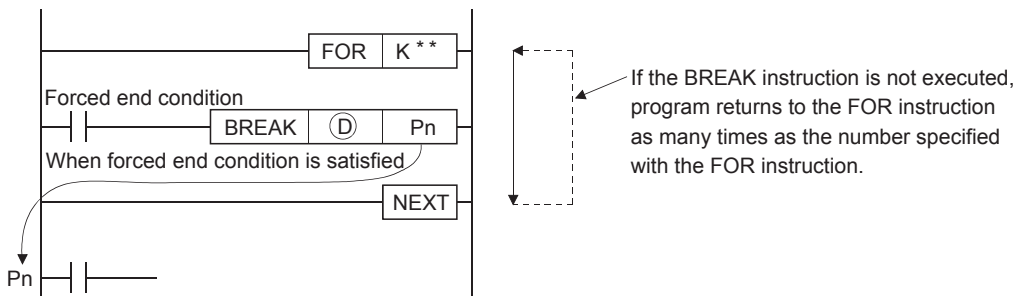 FOR K**
If the BREAK instruction is not executed,
program returns to the FOR instruction
as many times as the number specified
with the FOR instruction.
Forced end condition
BREAK Ⓓ Pn
When forced end condition is satisfied
NEXT
Pn